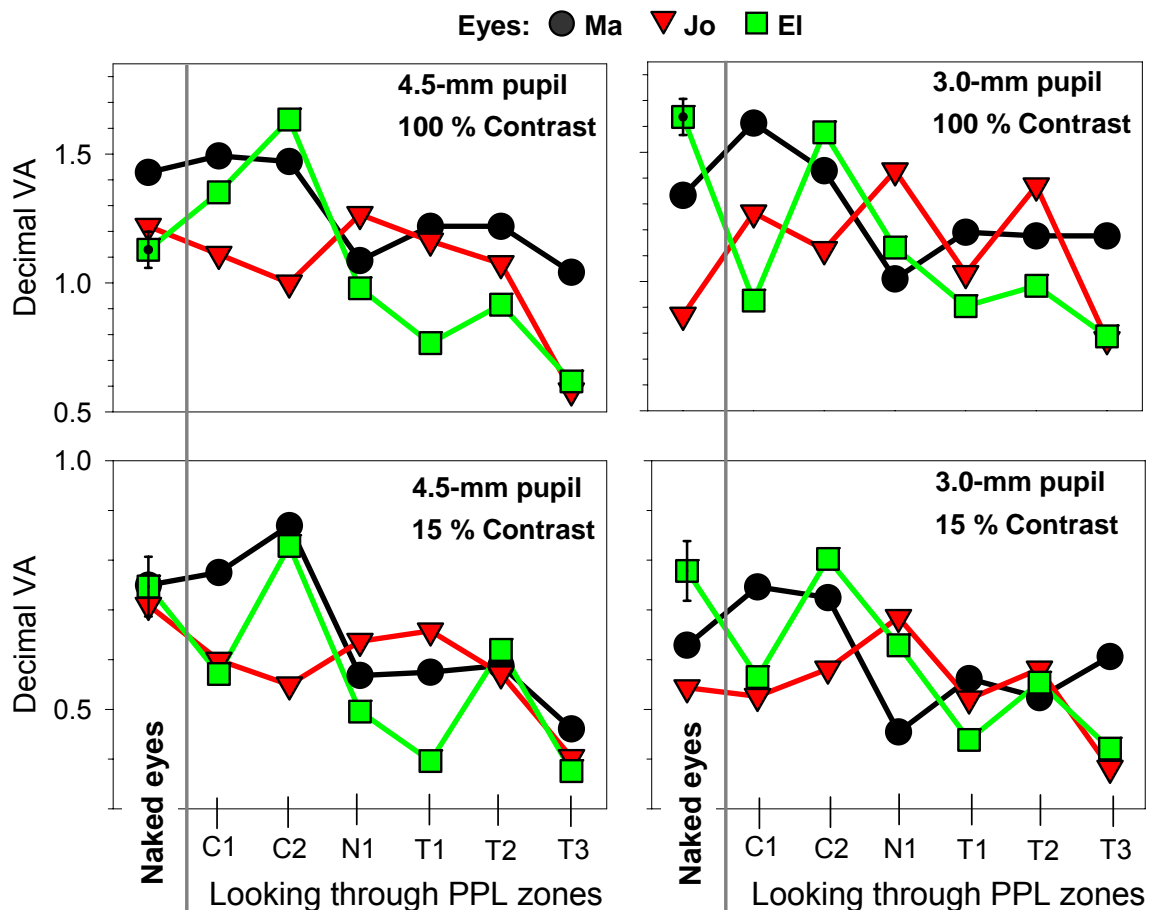 Eyes: Ma Jo El
4.5-mm pupil
100 % Contrast
3.0-mm pupil
100 % Contrast
Decimal VA
1.5
1.0
0.5
4.5-mm pupil
15 % Contrast
3.0-mm pupil
15 % Contrast
Decimal VA
1.0
0.5
Naked eyes
C1 C2 N1 T1 T2 T3
Naked eyes
C1 C2 N1 T1 T2 T3
Looking through PPL zones
Looking through PPL zones